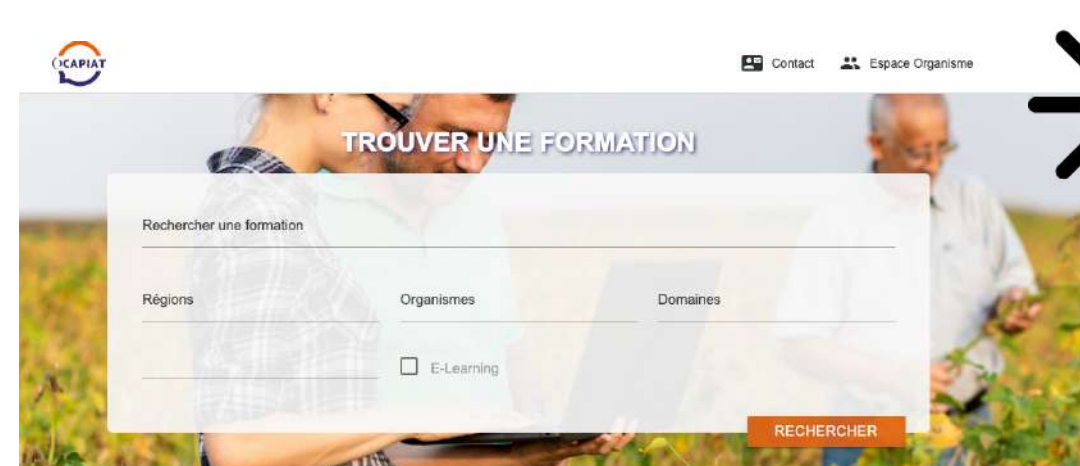 OCAPIAT
Contact
Espace Organisme
TROUVER UNE FORMATION
Rechercher une formation
Régions
Organismes
Domaines
E-Learning
RECHERCHER